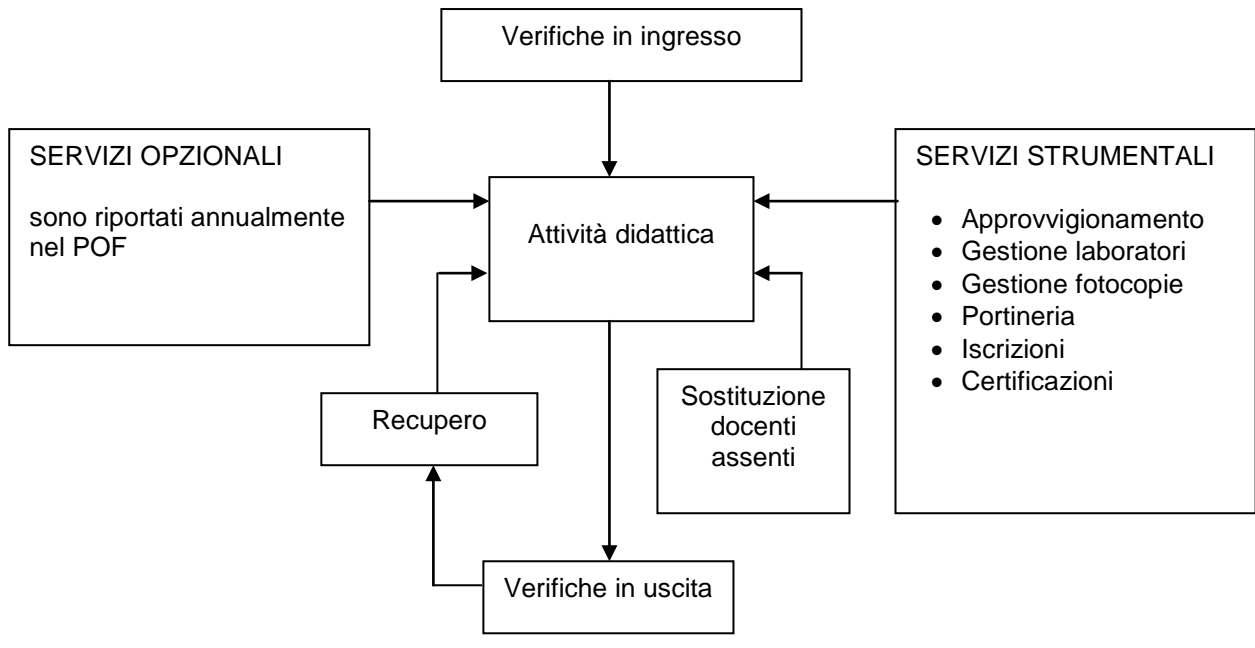 Verifiche in ingresso
SERVIZI OPZIONALI
sono riportati annualmente
nel POF
Attività didattica
SERVIZI STRUMENTALI
• Approvvigionamento
• Gestione laboratori
• Gestione fotocopie
• Portineria
• Iscrizioni
• Certificazioni
Recupero
Sostituzione
docenti
assenti
Verifiche in uscita